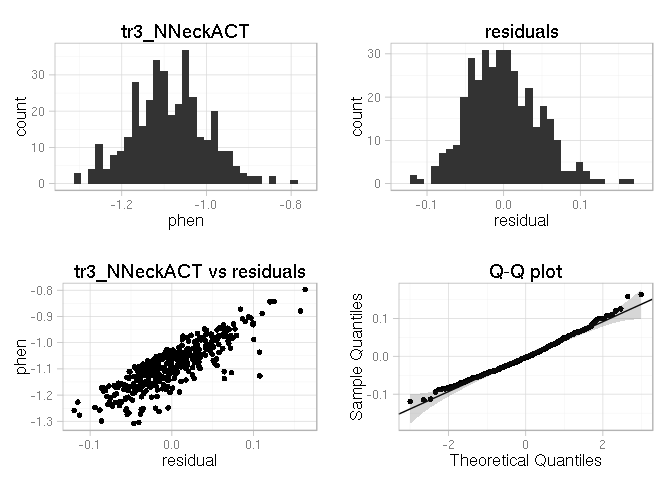 tr3_NNeckACT
count
30
20
10
0
-1.2
-1.0
-0.8
phen
residuals
count
30
20
10
0
-0.1
0.0
0.1
residual
tr3_NNeckACT vs residuals
phen
-0.8
-0.9
-1.0
-1.1
-1.2
-1.3
-0.1
0.0
0.1
residual
Q-Q plot
Sample Quantiles
0.1
0.0
-0.1
-2
0
2
Theoretical Quantiles